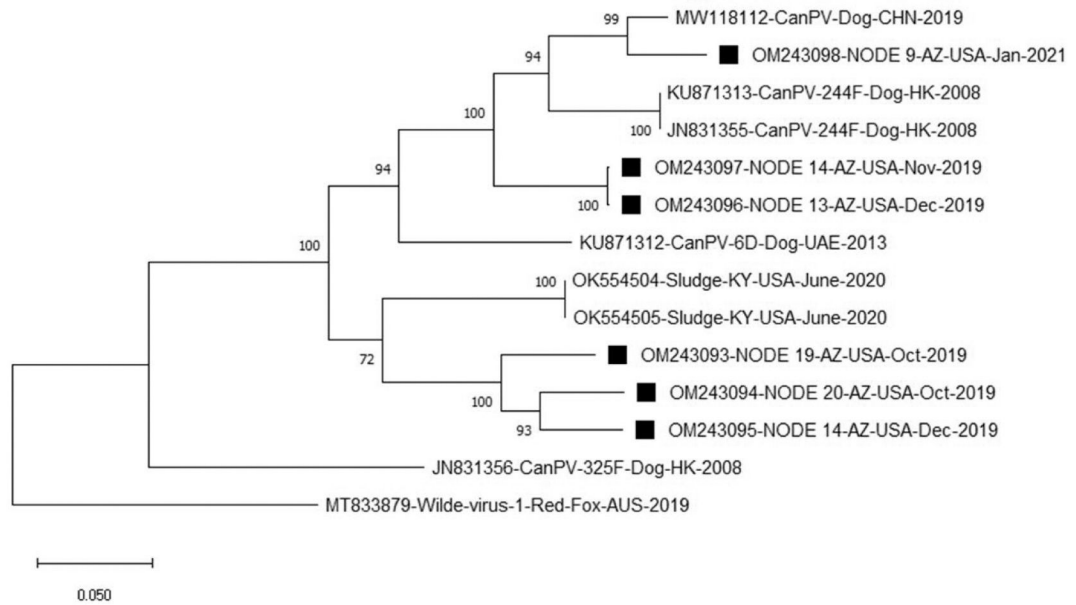 99
MW118112-CanPV-Dog-CHN-2019
94
OM243098-NODE 9-AZ-USA-Jan-2021
KU871313-CanPV-244F-Dog-HK-2008
100
100
JN831355-CanPV-244F-Dog-HK-2008
94
OM243097-NODE 14-AZ-USA-Nov-2019
100
OM243096-NODE 13-AZ-USA-Dec-2019
100
KU871312-CanPV-6D-Dog-UAE-2013
100
OK554504-Sludge-KY-USA-June-2020
OK554505-Sludge-KY-USA-June-2020
72
OM243093-NODE 19-AZ-USA-Oct-2019
100
OM243094-NODE 20-AZ-USA-Oct-2019
93
OM243095-NODE 14-AZ-USA-Dec-2019
JN831356-CanPV-325F-Dog-HK-2008
MT833879-Wilde-virus-1-Red-Fox-AUS-2019
0.050